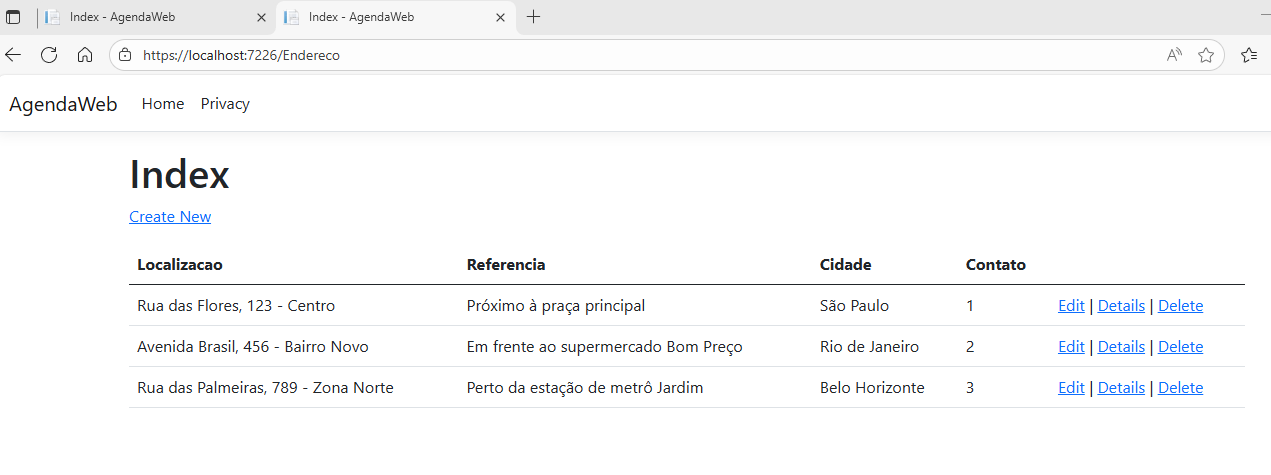 Index - AgendaWeb Index - AgendaWeb
https://localhost:7226/Endereco
AgendaWeb Home Privacy
Index
Create New
Localizacao Referencia Cidade Contato
Rua das Flores, 123 - Centro Próximo à praça principal São Paulo 1 Edit | Details | Delete
Avenida Brasil, 456 - Bairro Novo Em frente ao supermercado Bom Preço Rio de Janeiro 2 Edit | Details | Delete
Rua das Palmeiras, 789 - Zona Norte Perto da estação de metrô Jardim Belo Horizonte 3 Edit | Details | Delete